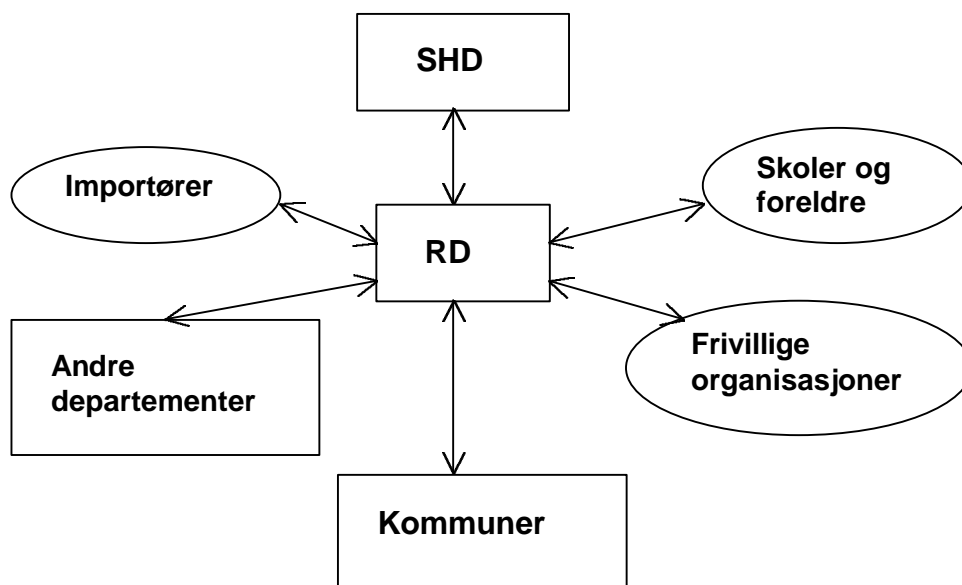 SHD
Importører
Skoler og
foreldre
RD
Andre
departementer
Frivillige
organisasjoner
Kommuner